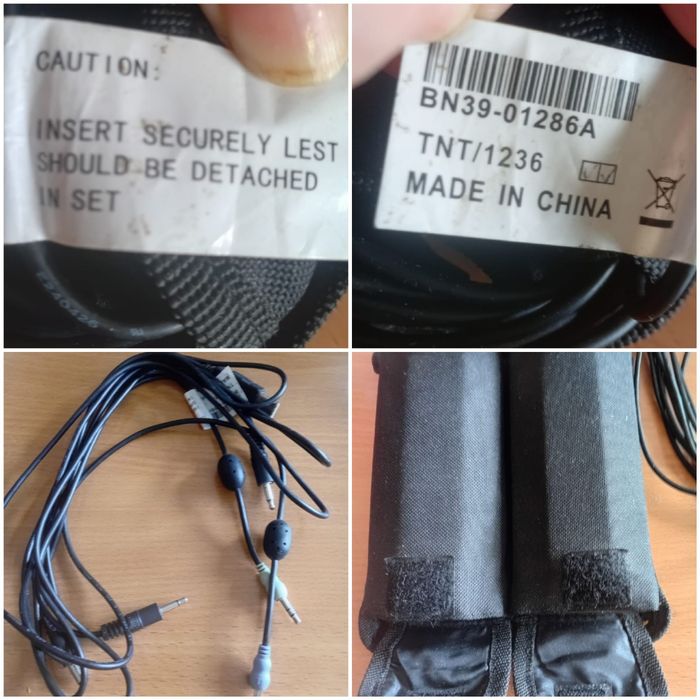 CAUTION:
INSERT SECURELY LEST
SHOULD BE DETACHED
IN SET
BN39-01286A
TNT/1236
MADE IN CHINA